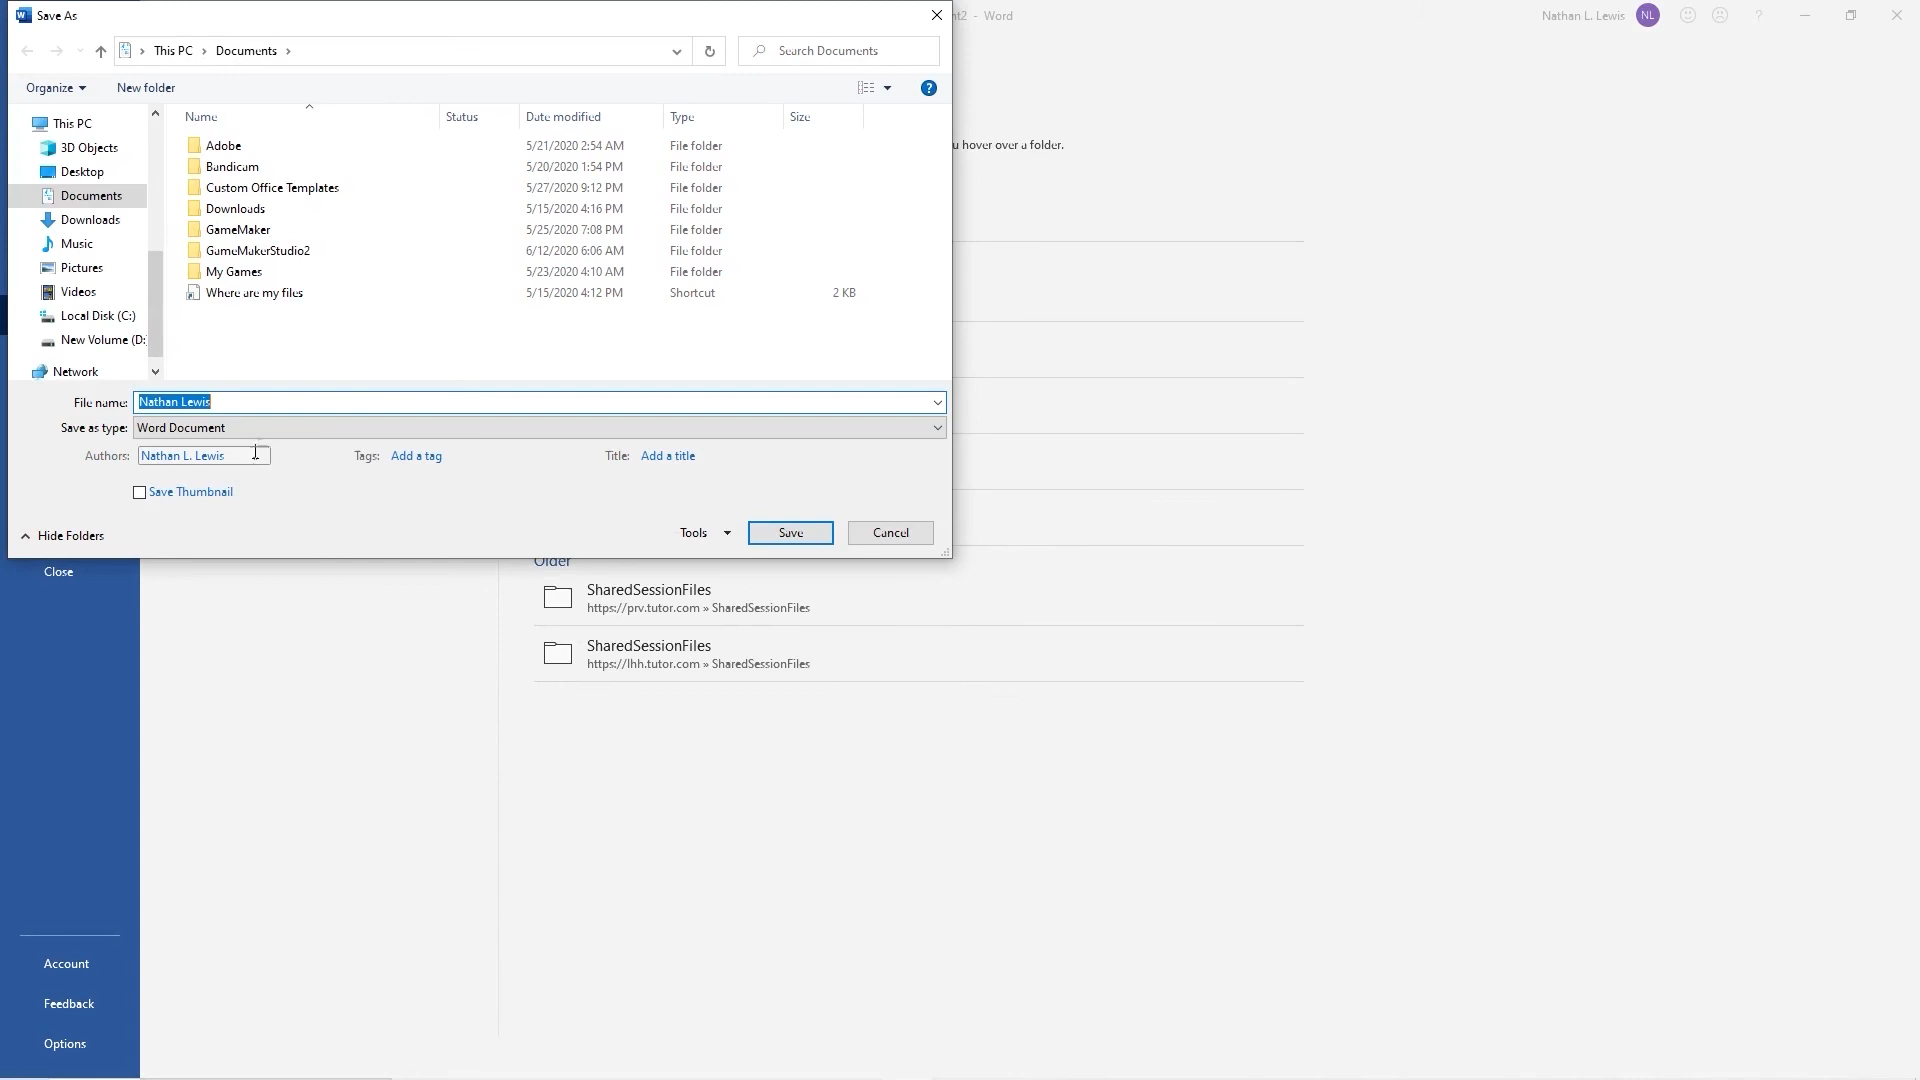 Save As
nt2 - Word
Nathan L. Lewis NL
?
This PC > Documents >
Search Documents
Organize
New folder
?
Name Status Date modified Type Size
This PC
3D Objects
Desktop
Documents
Downloads
Music
Pictures
Videos
Local Disk (C:)
New Volume (D:
Network
Adobe 5/21/2020 2:54 AM File folder
Bandicam 5/20/2020 1:54 PM File folder
Custom Office Templates 5/27/2020 9:12 PM File folder
Downloads 5/15/2020 4:16 PM File folder
GameMaker 5/25/2020 7:08 PM File folder
GameMakerStudio2 6/12/2020 6:06 AM File folder
My Games 5/23/2020 4:10 AM File folder
Where are my files 5/15/2020 4:12 PM Shortcut 2 KB
u hover over a folder.
File name: Nathan Lewis
Save as type: Word Document
Authors: Nathan L. Lewis Tags: Add a tag Title: Add a title
Save Thumbnail
Hide Folders
Tools
Save
Cancel
Older
Close
SharedSessionFiles
https://prv.tutor.com » SharedSessionFiles
SharedSessionFiles
https://lhh.tutor.com » SharedSessionFiles
Account
Feedback
Options